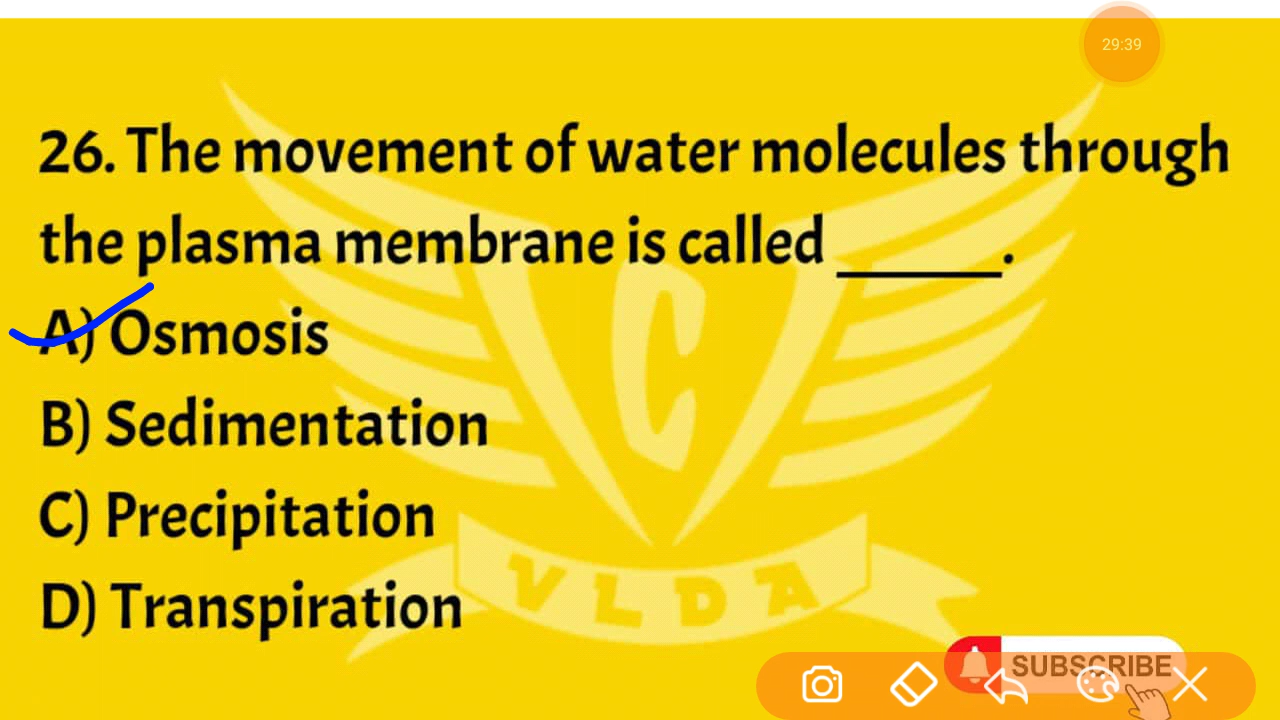 29:39
26. The movement of water molecules through
the plasma membrane is called ______.
A) Osmosis
B) Sedimentation
C) Precipitation
D) Transpiration
VC
VLDA
SUBSCRIBE